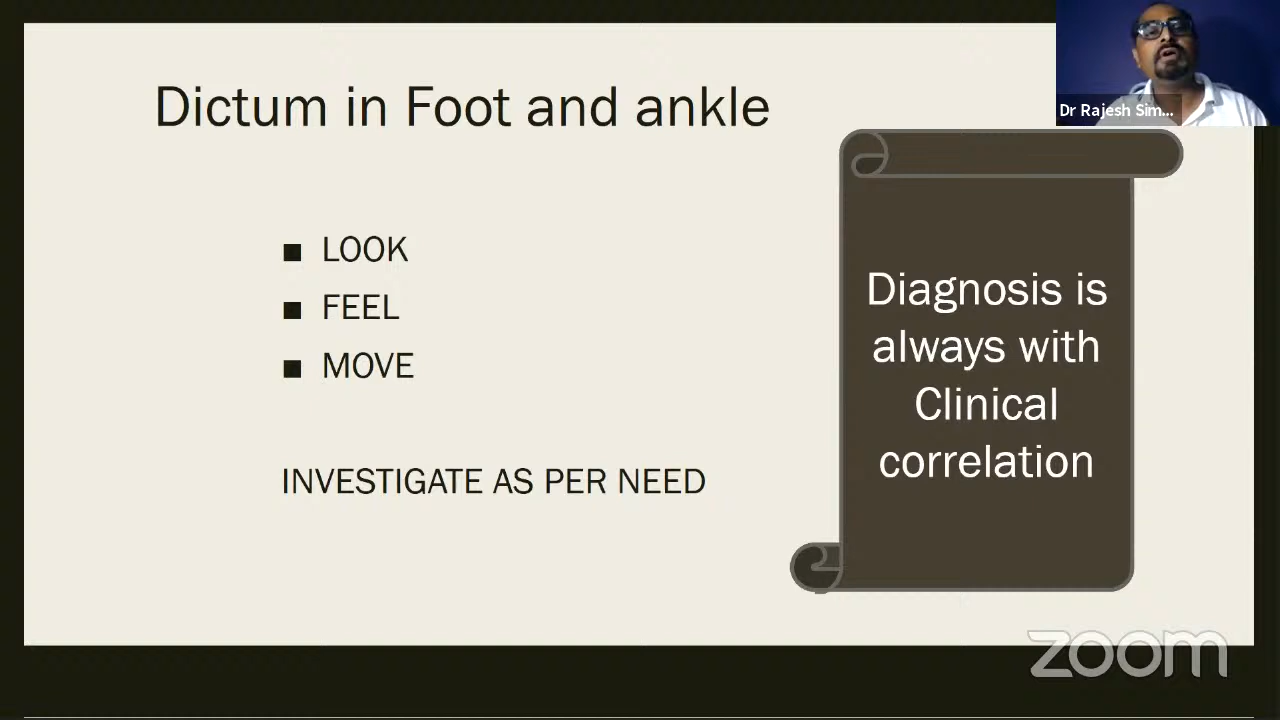 Dictum in Foot and ankle
Dr Rajesh Sim...
LOOK
FEEL
MOVE
INVESTIGATE AS PER NEED
Diagnosis is
always with
Clinical
correlation
zoom